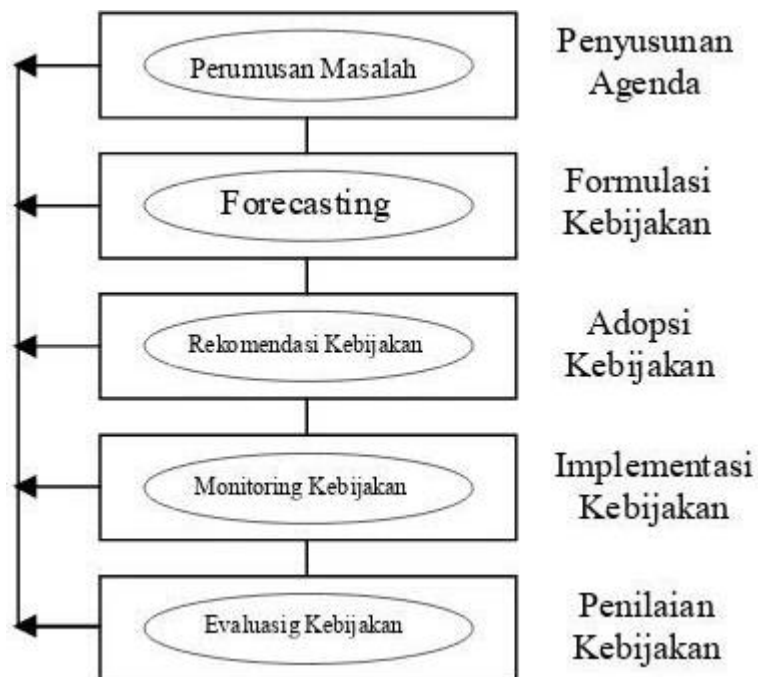 Perumusan Masalah
Penyusunan
Agenda
Forecasting
Formulasi
Kebijakan
Rekomendasi Kebijakan
Adopsi
Kebijakan
Monitoring Kebijakan
Implementasi
Kebijakan
Evaluasig Kebijakan
Penilaian
Kebijakan